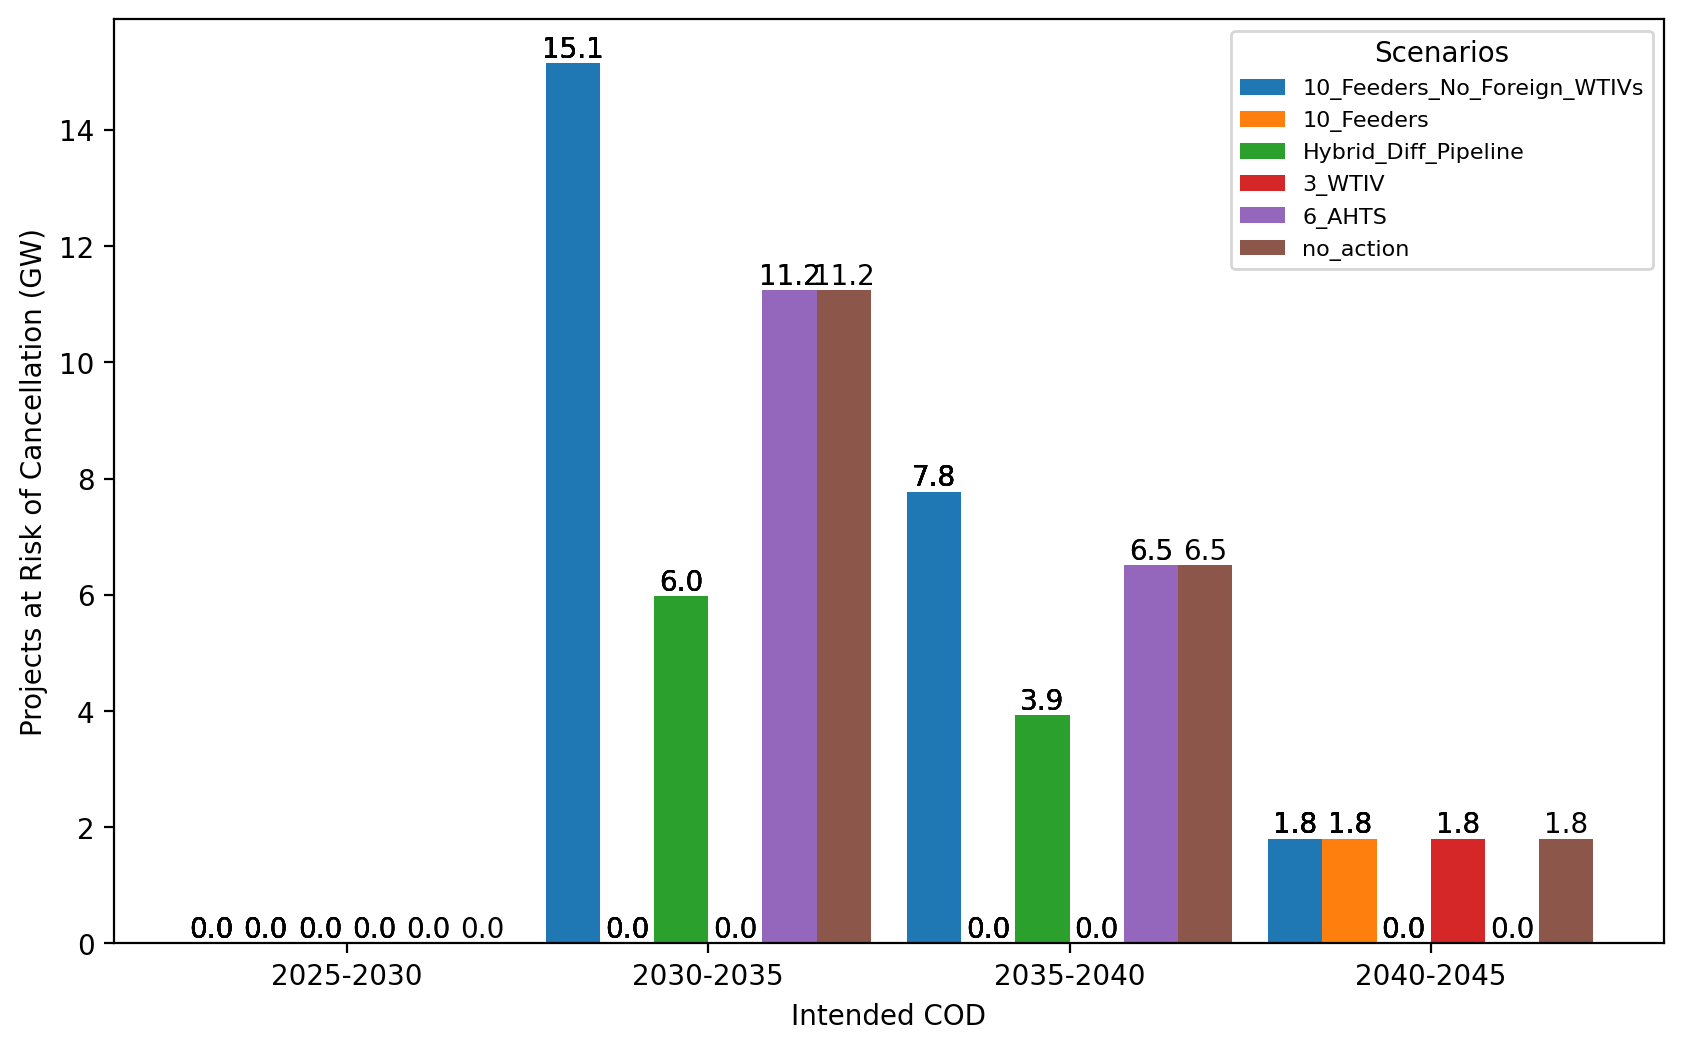 Scenarios
10_Feeders_No_Foreign_WTIVs
10_Feeders
Hybrid_Diff_Pipeline
3_WTIV
6_AHTS
no_action
Projects at Risk of Cancellation (GW)
14
12
10
8
6
4
2
0
0.0 0.0 0.0 0.0 0.0 0.0
15.1 0.0 6.0 0.0 11.2 11.2
7.8 0.0 3.9 0.0 6.5 6.5
1.8 1.8 0.0 1.8 0.0 1.8
2025-2030 2030-2035 2035-2040 2040-2045
Intended COD